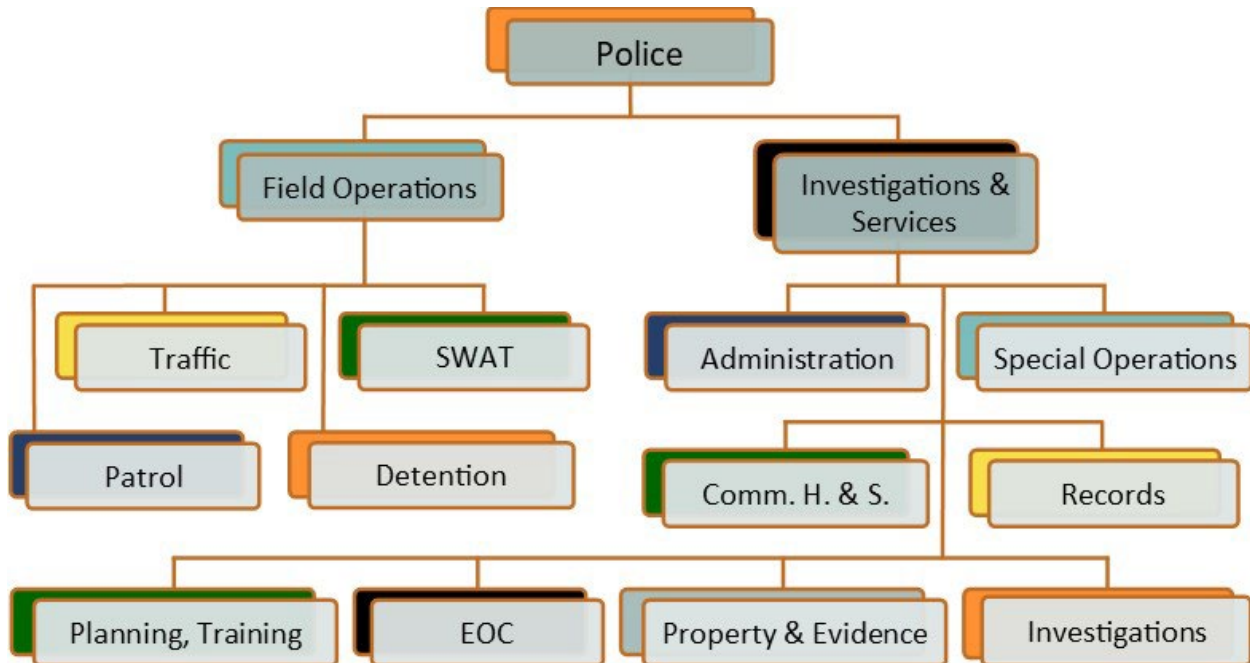 Police
Field Operations
Investigations &
Services
Traffic
SWAT
Administration
Special Operations
Patrol
Detention
Comm. H. & S.
Records
Planning, Training
EOC
Property & Evidence
Investigations